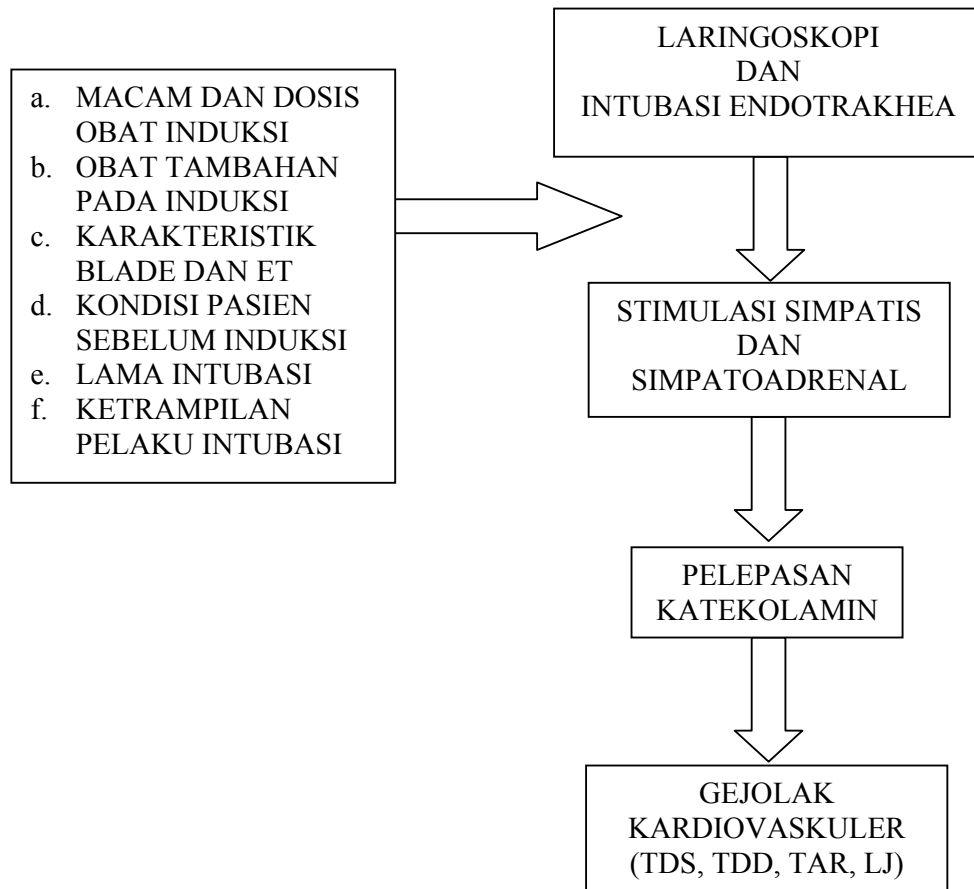 LARINGOSKOPI
DAN
INTUBASI ENDOTRAKHEA
a. MACAM DAN DOSIS
OBAT INDUKSI
b. OBAT TAMBAHAN
PADA INDUKSI
c. KARAKTERISTIK
BLADE DAN ET
d. KONDISI PASIEN
SEBELUM INDUKSI
e. LAMA INTUBASI
f. KETRAMPILAN
PELAKU INTUBASI
STIMULASI SIMPATIS
DAN
SIMPATOADRENAL
PELEPASAN
KATEKOLAMIN
GEJOLAK
KARDIOVASKULER
(TDS, TDD, TAR, LJ)